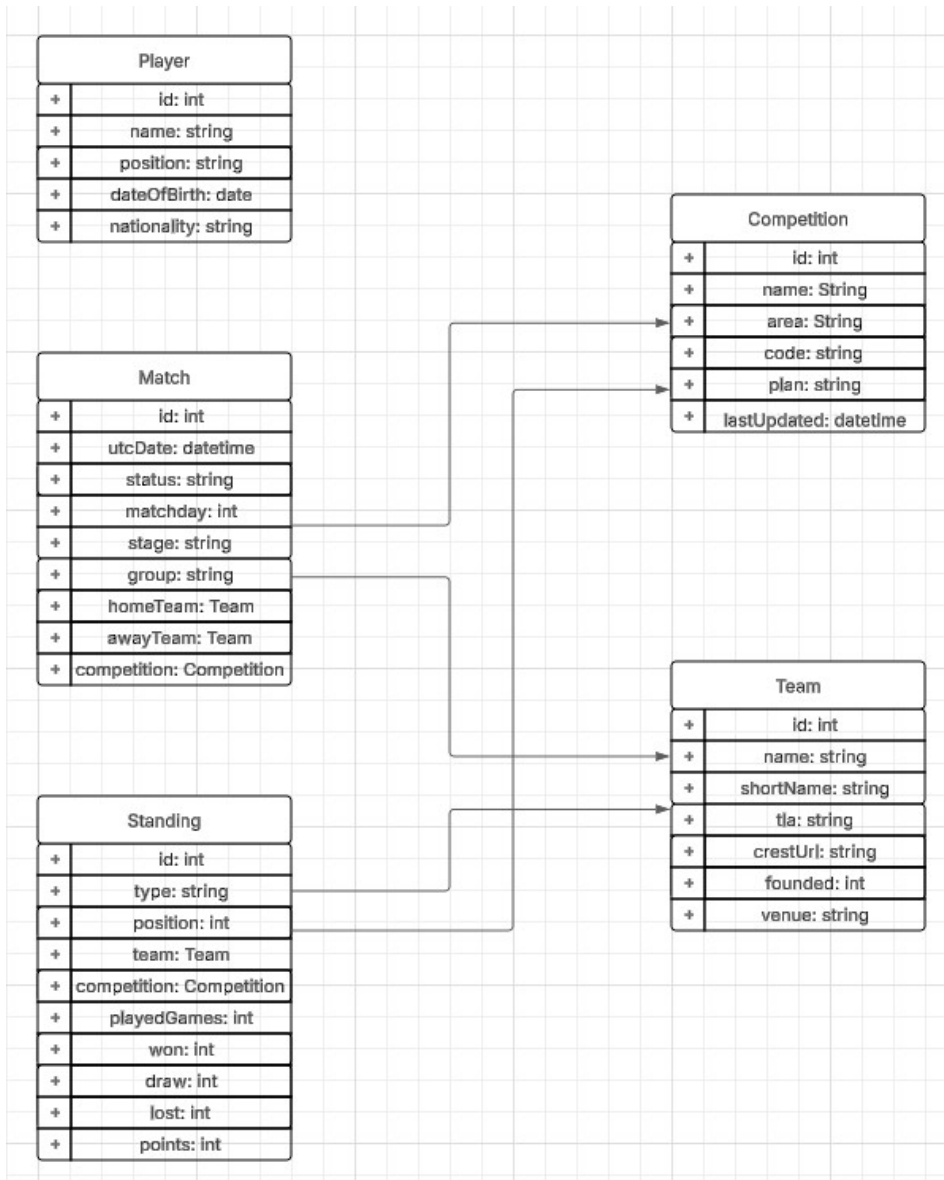 Player
+ id: int
+ name: string
+ position: string
+ dateOfBirth: date
+ nationality: string
Competition
+ id: int
+ name: String
+ area: String
+ code: string
+ plan: string
+ lastUpdated: datetime
Match
+ id: int
+ utcDate: datetime
+ status: string
+ matchday: int
+ stage: string
+ group: string
+ homeTeam: Team
+ awayTeam: Team
+ competition: Competition
Team
+ id: int
+ name: string
+ shortName: string
+ tla: string
+ crestUrl: string
+ founded: int
+ venue: string
Standing
+ id: int
+ type: string
+ position: int
+ team: Team
+ competition: Competition
+ playedGames: int
+ won: int
+ draw: int
+ lost: int
+ points: int